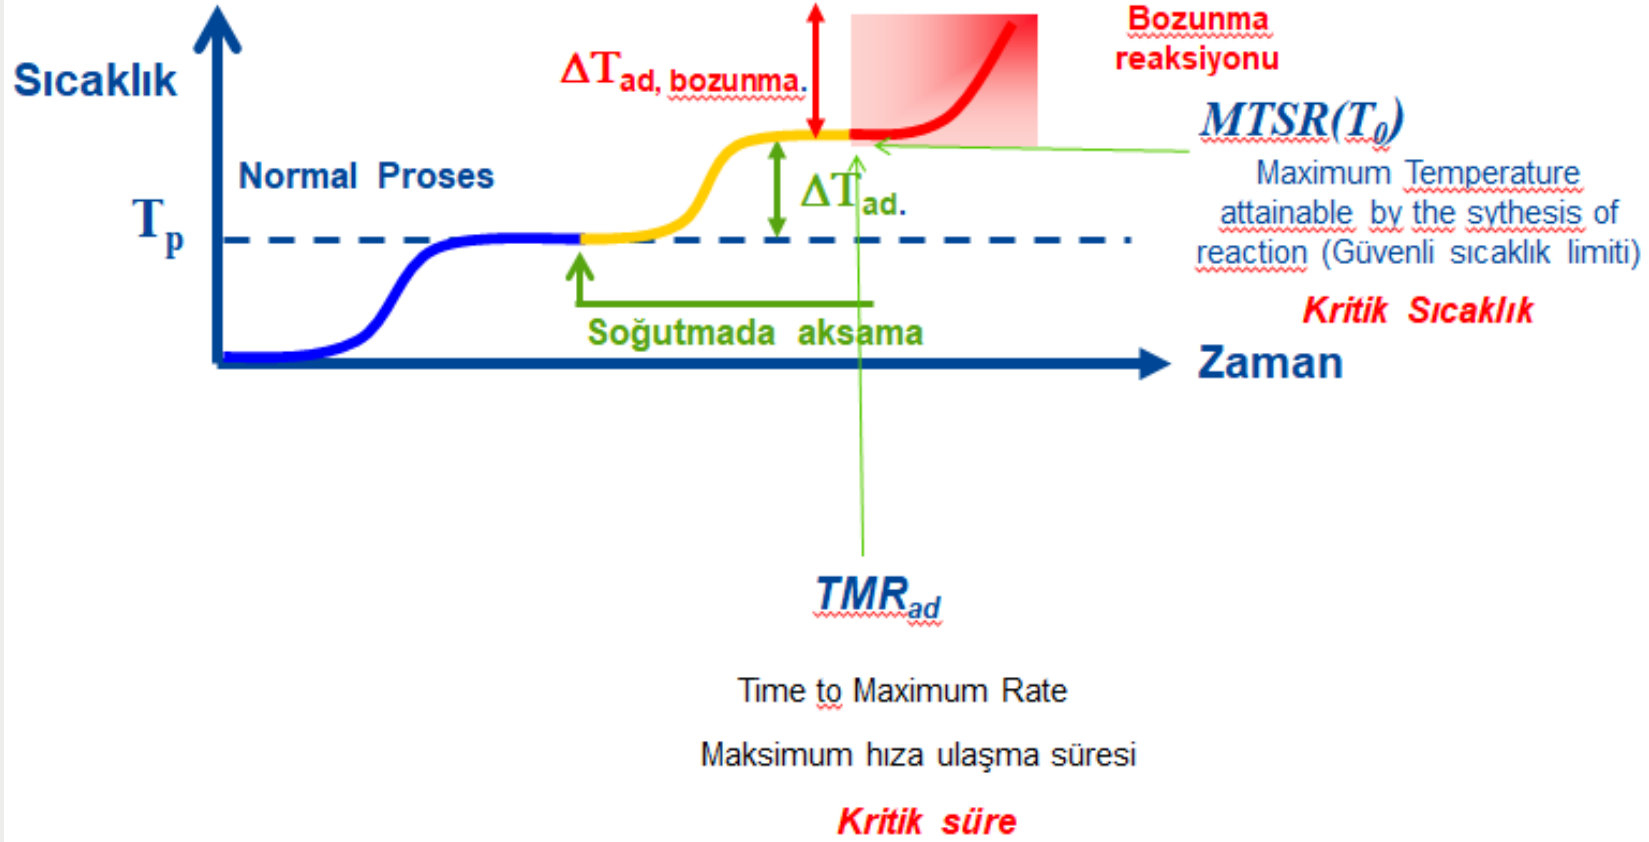 Sıcaklık
ΔTad, bozunma.
Bozunma
reaksiyonu
MTSR(T0)
Maximum Temperature
attainable by the sythesis of
reaction (Güvenli sıcaklık limiti)
Kritik Sıcaklık
Normal Proses
ΔTad.
Tp
Soğutmada aksama
Zaman
TMRad
Time to Maximum Rate
Maksimum hıza ulaşma süresi
Kritik süre